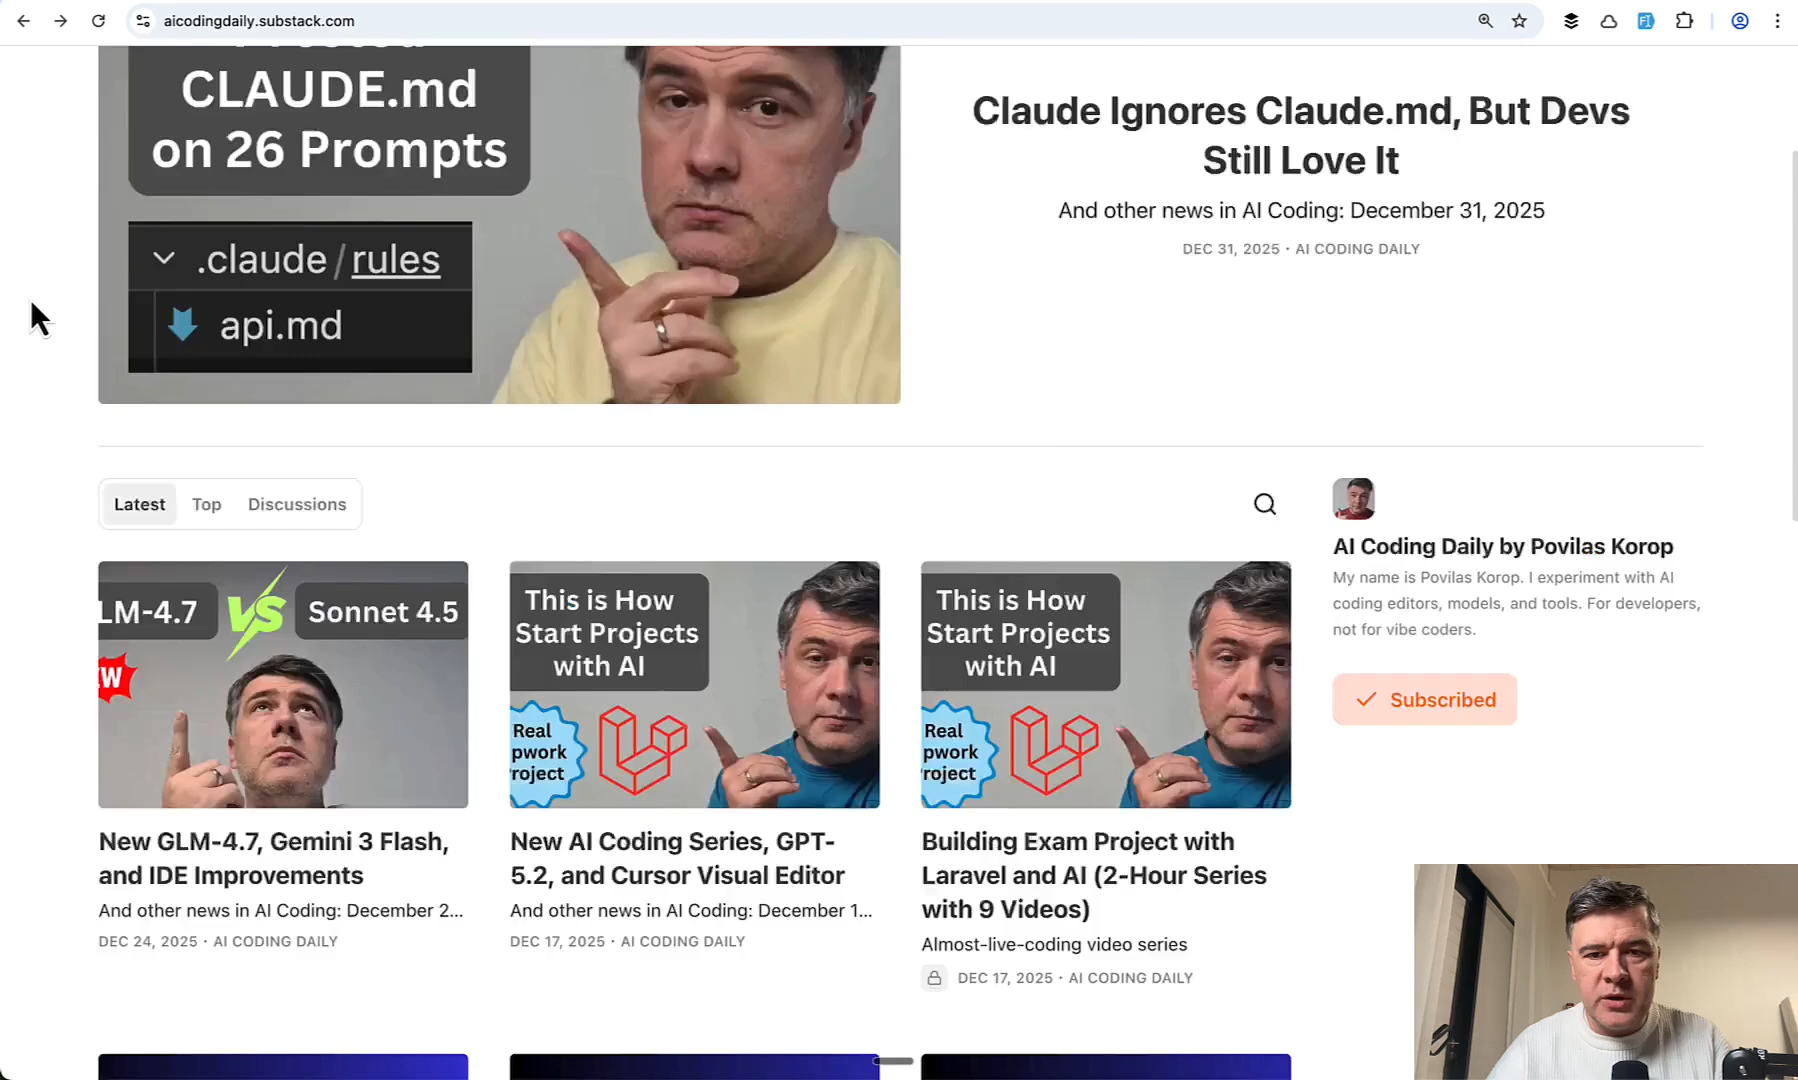 aicodingdaily.substack.com
CLAUDE.md
on 26 Prompts
.claude/rules
api.md
Claude Ignores Claude.md, But Devs
Still Love It
And other news in AI Coding: December 31, 2025
DEC 31, 2025 · AI CODING DAILY
Latest
Top
Discussions
LM-4.7
VS
Sonnet 4.5
W
This is How
Start Projects
with AI
Real
pwork
roject
This is How
Start Projects
with AI
Real
pwork
roject
New GLM-4.7, Gemini 3 Flash,
and IDE Improvements
And other news in AI Coding: December 2...
DEC 24, 2025 · AI CODING DAILY
New AI Coding Series, GPT-
5.2, and Cursor Visual Editor
And other news in AI Coding: December 1...
DEC 17, 2025 · AI CODING DAILY
Building Exam Project with
Laravel and AI (2-Hour Series
with 9 Videos)
Almost-live-coding video series
DEC 17, 2025 · AI CODING DAILY
AI Coding Daily by Povilas Korop
My name is Povilas Korop. I experiment with AI
coding editors, models, and tools. For developers,
not for vibe coders.
Subscribed